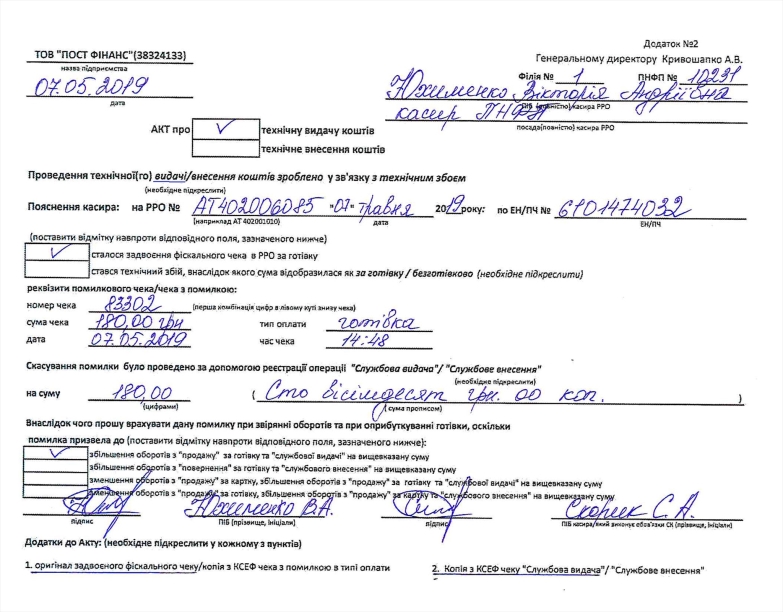 Додаток №2
ТОВ "ПОСТ ФІНАНС"(38324133)
Генеральному директору Кривошапко А.В.
назва підприємства
Філія № 1 ПНФП № 10291
07.05.2019
Юхименко Вікторія Андріївна
дата
ПІБ (повністю)касира РРО
касир ПНФП
посада(повністю) касира РРО
АКТ про ✓ технічну видачу коштів
технічне внесення коштів
Проведення технічної(го) видачі/внесення коштів зроблено у зв'язку з технічним збоєм
(необхідне підкреслити)
Пояснення касира: на РРО № АТ402006085 "07" травня 2019року: по ЕН/ПЧ № 6101474032
(наприклад АТ 402001010) дата ЕН/ПЧ
(поставити відмітку навпроти відповідного поля, зазначеного нижче)
✓ сталося задвоєння фіскального чека в РРО за готівку
стався технічний збій, внаслідок якого сума відобразилася як за готівку / безготівково (необхідне підкреслити)
реквізити помилкового чека/чека з помилкою:
номер чека 83302 (перша комбінація цифр в лівому куті знизу чека)
сума чека 180,00 грн тип оплати готівка
дата 07.05.2019 час чека 14:48
Скасування помилки було проведено за допомогою реєстрації операції "Службова видача"/ "Службове внесення"
(необхідне підкреслити)
на суму 180,00 ( Сто вісімдесят грн. 00 коп. )
(цифрами) (сума прописом)
Внаслідок чого прошу врахувати дану помилку при звірянні оборотів та при оприбуткуванні готівки, оскільки
помилка призвела до (поставити відмітку навпроти відповідного поля, зазначеного нижче):
✓ збільшення оборотів з "продажу" за готівку та "службової видачі" на вищевказану суму
збільшення оборотів з "повернення" за готівку та "службового внесення" на вищевказану суму
зменшення оборотів з "продажу" за картку, збільшення оборотів з "продажу" за готівку та "службової видачі" на вищевказану суму
зменшення оборотів з "продажу" за готівку, збільшення оборотів з "продажу" за картку та "службового внесення" на вищевказану суму
Юхименко В.А. Скорик С.А.
підпис ПІБ (прізвище, ініціали) підпис ПІБ касира/який виконує обов'язки СК (прізвище, ініціали)
Додатки до Акту: (необхідне підкреслити у кожному з пунктів)
1. оригінал задвоєного фіскального чеку/копія з КСЕФ чека з помилкою в типі оплати 2. Копія з КСЕФ чеку "Службова видача"/ "Службове внесення"